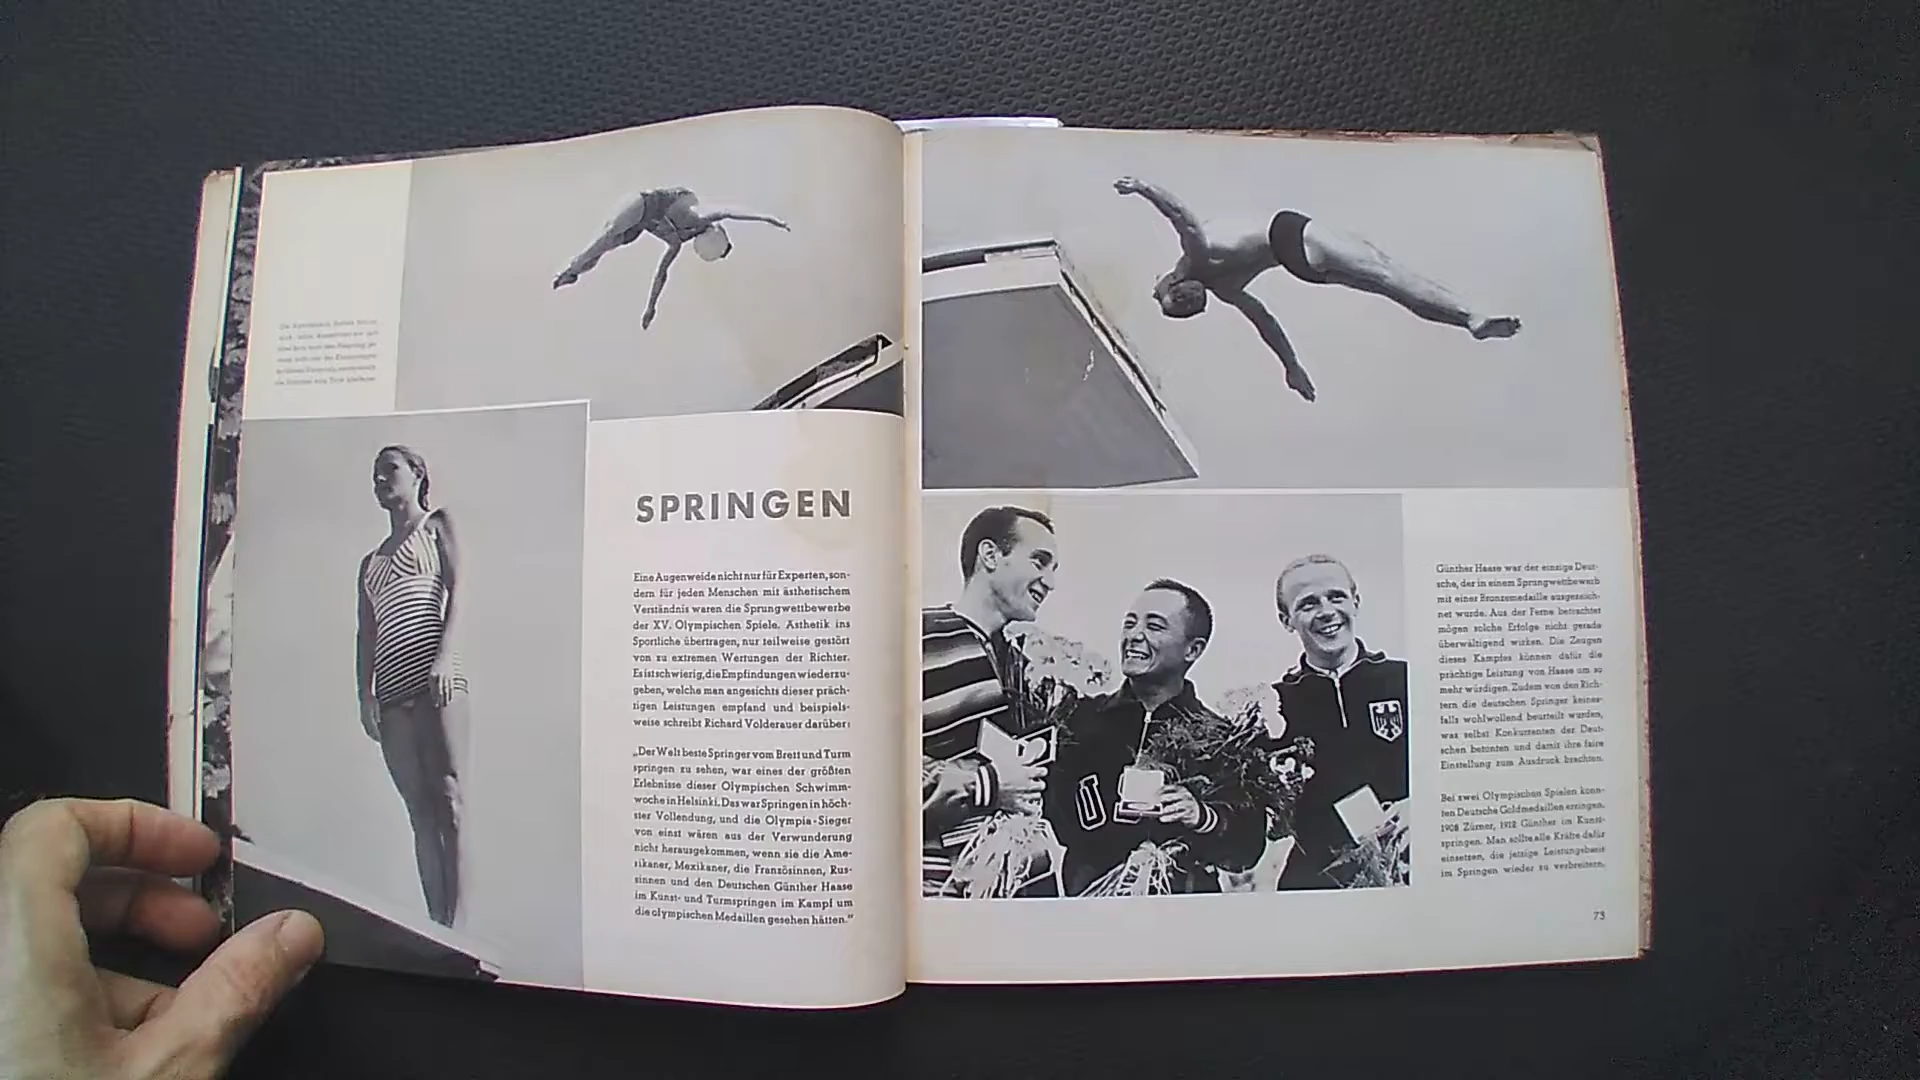 SPRINGEN
Eine Augenweide nicht nur für Experten, son-
dern für jeden Menschen mit ästhetischem
Verständnis waren die Sprungwettbewerbe
der XV. Olympischen Spiele. Ästhetik ins
Sportliche übertragen, nur teilweise gestört
von zu extremen Wertungen der Richter.
Es ist schwierig, die Empfindungen wiederzu-
geben, welche man angesichts dieser präch-
tigen Leistungen empfand und beispiels-
weise schreibt Richard Volderauer darüber:
„Der Welt beste Springer vom Brett und Turm
springen zu sehen, war eines der größten
Erlebnisse dieser Olympischen Schwimm-
woche in Helsinki. Das war Springen in höch-
ster Vollendung, und die Olympia-Sieger
von einst wären aus der Verwunderung
nicht herausgekommen, wenn sie die Ame-
rikaner, Mexikaner, die Französinnen, Rus-
sinnen und den Deutschen Günther Haase
im Kunst- und Turmspringen im Kampf um
die olympischen Medaillen gesehen hätten."
U
Günther Haase war der einzige Deut-
sche, der in einem Sprungwettbewerb
mit einer Bronzemedaille ausgezeich-
net wurde. Aus der Ferne betrachtet
mögen solche Erfolge nicht gerade
überwältigend wirken. Die Zeugen
dieses Kampfes können dafür die
prächtige Leistung von Haase um so
mehr würdigen. Zudem von den Rich-
tern die deutschen Springer keines-
falls wohlwollend beurteilt wurden,
was selbst Konkurrenten der Deut-
schen betonten und damit ihre faire
Einstellung zum Ausdruck brachten.
Bei zwei Olympischen Spielen konn-
ten Deutsche Goldmedaillen erringen.
1908 Zürner, 1912 Günther im Kunst-
springen. Man sollte alle Kräfte dafür
einsetzen, die jetzige Leistungsbasis
im Springen wieder zu verbreitern.
73